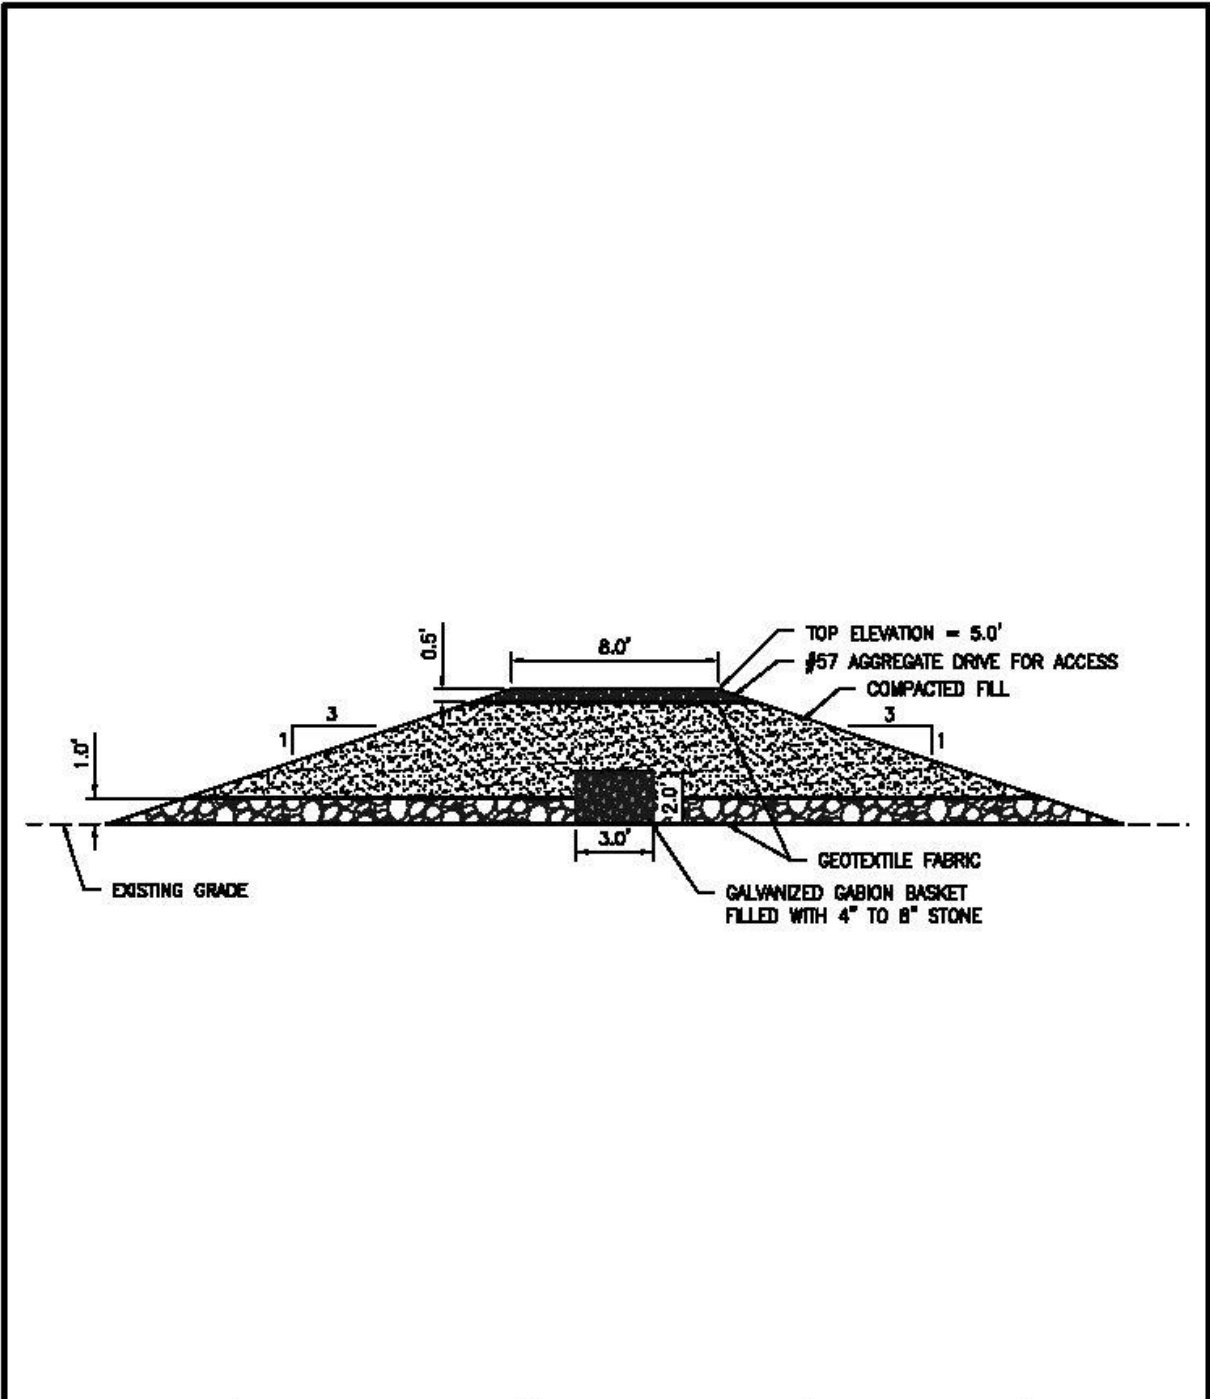 TOP ELEVATION = 5.0'
0.5'
8.0'
#57 AGGREGATE DRIVE FOR ACCESS
COMPACTED FILL
3
1
3
1
1.0'
2.0'
3.0'
GEOTEXTILE FABRIC
EXISTING GRADE
GALVANIZED GABION BASKET
FILLED WITH 4" TO 8" STONE